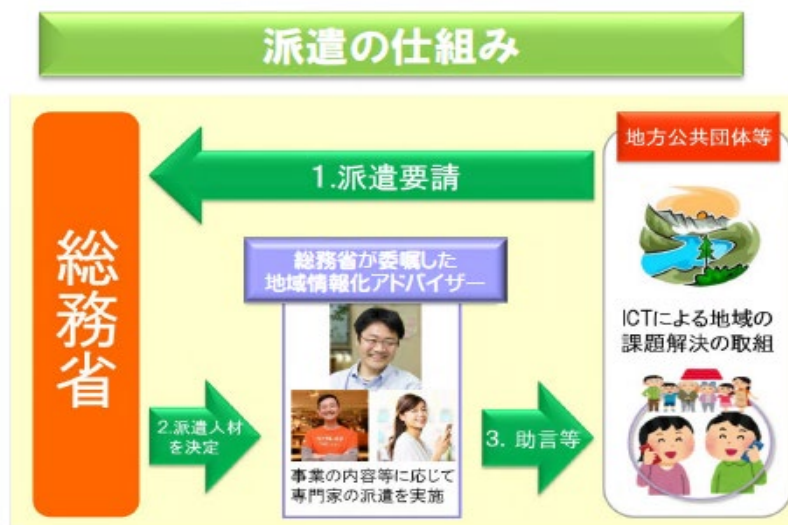 派遣の仕組み
地方公共団体等
1.派遣要請
総務省
総務省が委嘱した
地域情報化アドバイザー
ICTによる地域の
課題解決の取組
2.派遣人材
を決定
3. 助言等
事業の内容等に応じて
専門家の派遣を実施